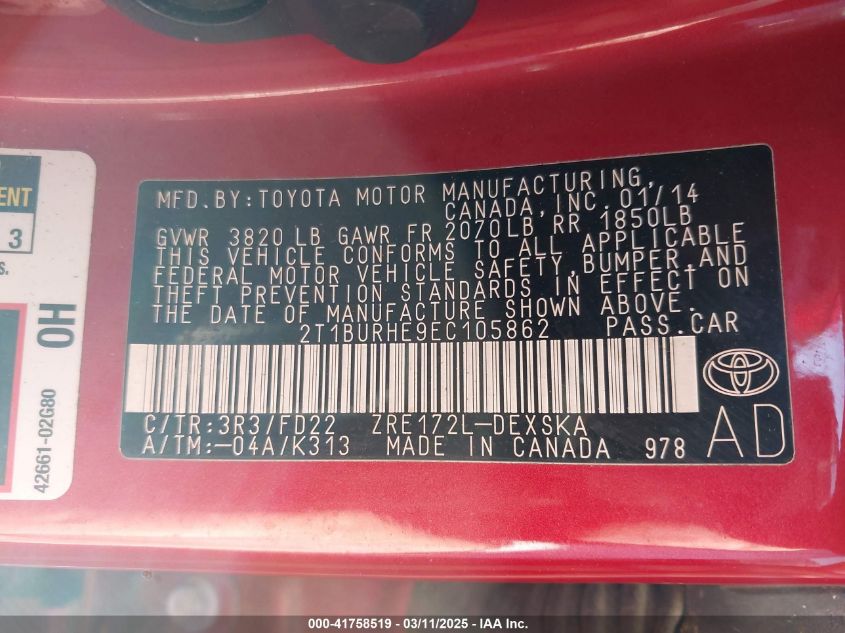 MFD. BY: TOYOTA MOTOR MANUFACTURING,
CANADA, INC. 01/14
GVWR 3820 LB GAWR FR 2070LB, RR 1850LB
THIS VEHICLE CONFORMS TO ALL APPLICABLE
FEDERAL MOTOR VEHICLE SAFETY, BUMPER, AND
THEFT PREVENTION STANDARDS IN EFFECT ON
THE DATE OF MANUFACTURE SHOWN ABOVE.
2T1BURHE9EC105862 PASS. CAR
C/TR: 3R3/FD22 ZRE172L-DEXSKA
A/TM: -04A/K313 MADE IN CANADA 978
AD
ENT
3
s.
OH
42661-02G80
000-41758519 / 03/11/2025 - IAA Inc.